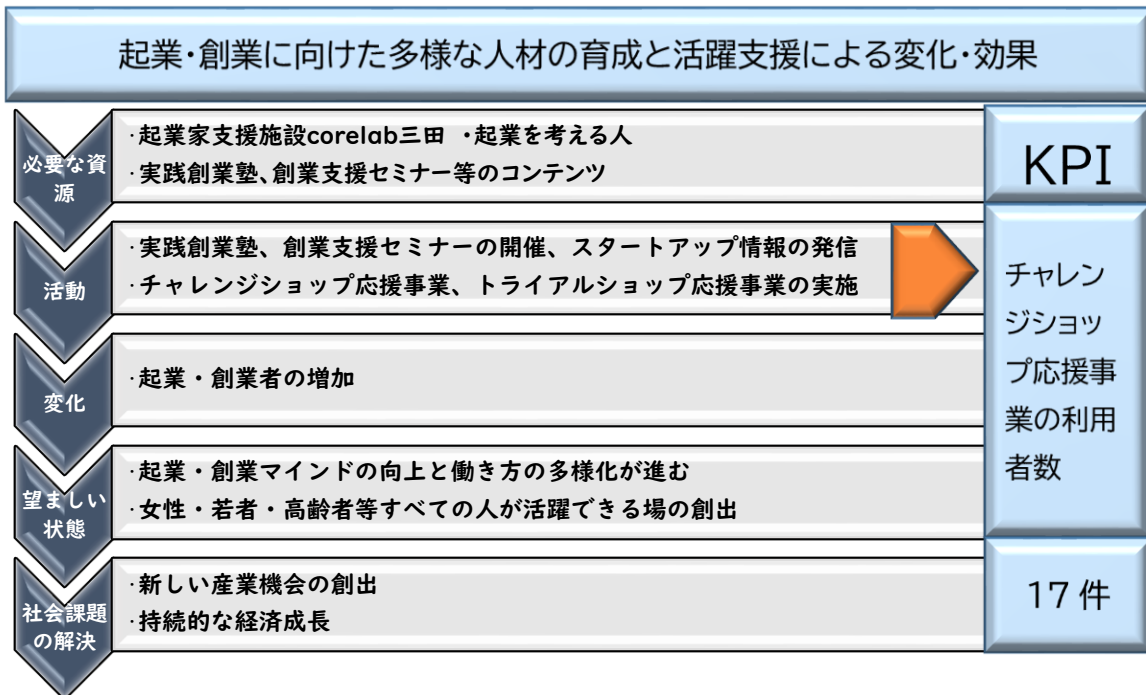 起業・創業に向けた多様な人材の育成と活躍支援による変化・効果
必要な資
源
・起業家支援施設corelab三田 ・起業を考える人
・実践創業塾、創業支援セミナー等のコンテンツ
KPI
活動
・実践創業塾、創業支援セミナーの開催、スタートアップ情報の発信
・チャレンジショップ応援事業、トライアルショップ応援事業の実施
チャレン
ジショッ
プ応援事
業の利用
者数
変化
・起業・創業者の増加
望ましい
状態
・起業・創業マインドの向上と働き方の多様化が進む
・女性・若者・高齢者等すべての人が活躍できる場の創出
社会課題
の解決
・新しい産業機会の創出
・持続的な経済成長
17件